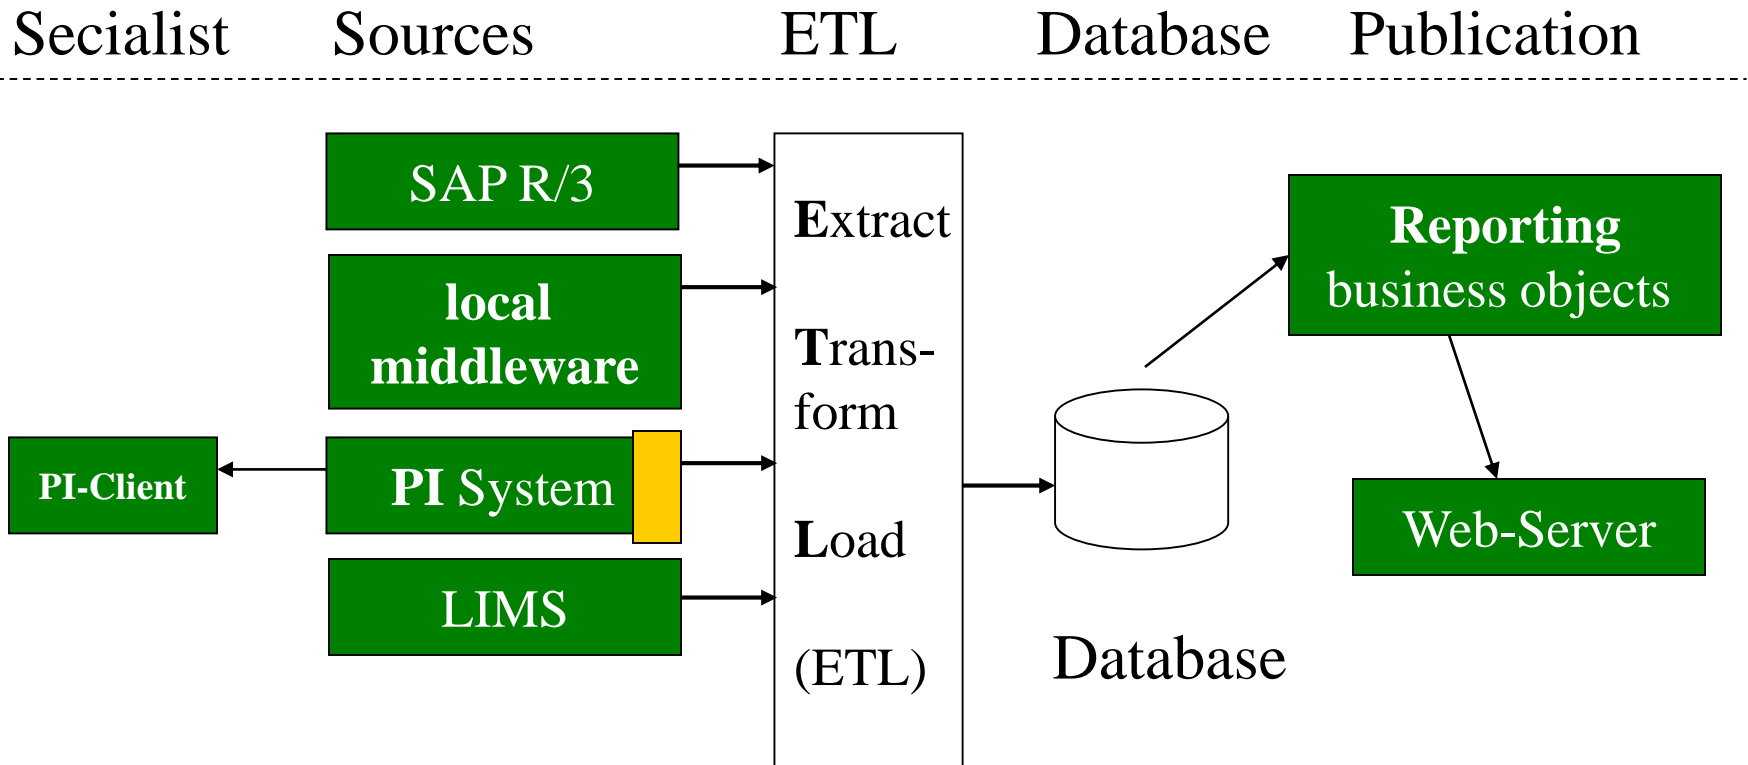 Secialist Sources ETL Database Publication
SAP R/3
local
middleware
PI-Client
PI System
LIMS
Extract
Trans-
form
Load
(ETL)
Database
Reporting
business objects
Web-Server